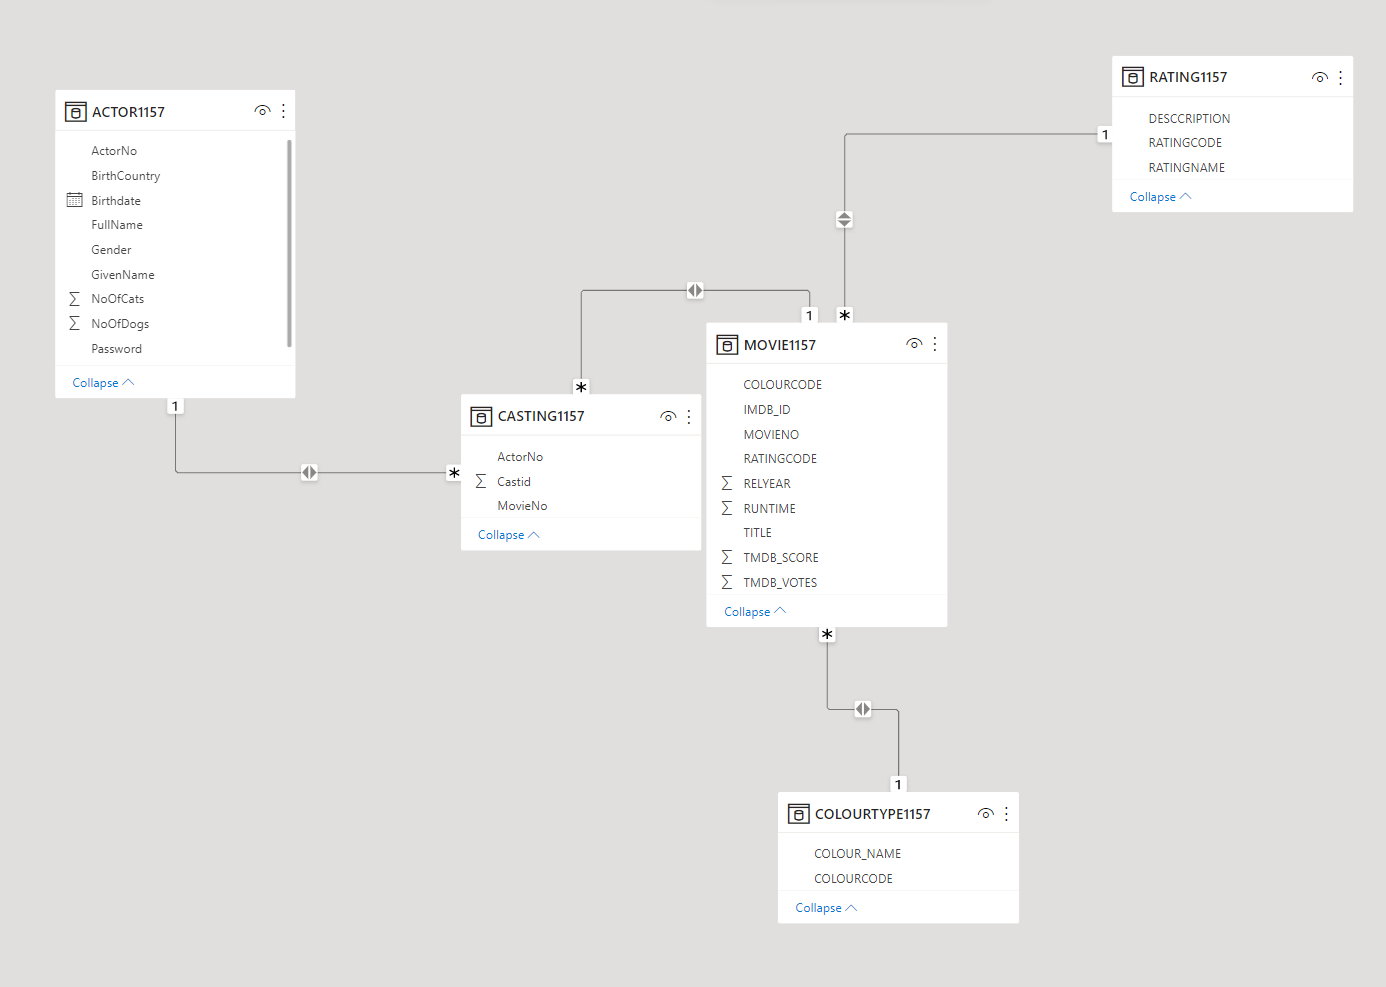 ACTOR1157
ActorNo
BirthCountry
Birthdate
FullName
Gender
GivenName
NoOfCats
NoOfDogs
Password
Collapse
1
*
CASTING1157
ActorNo
Castid
MovieNo
Collapse
*
1
*
MOVIE1157
COLOURCODE
IMDB_ID
MOVIENO
RATINGCODE
RELYEAR
RUNTIME
TITLE
TMDB_SCORE
TMDB_VOTES
Collapse
*
1
RATING1157
DESCCRIPTION
RATINGCODE
RATINGNAME
Collapse
1
COLOURTYPE1157
COLOUR_NAME
COLOURCODE
Collapse